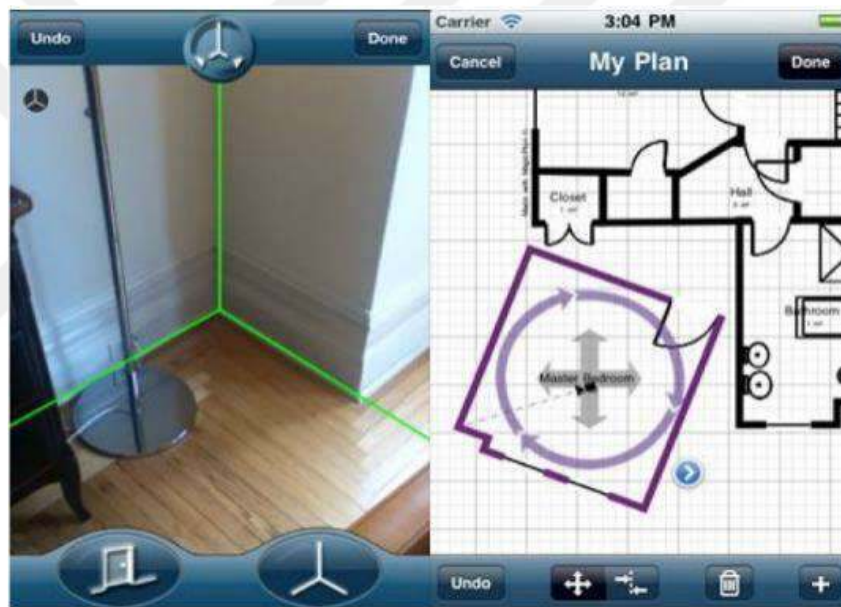 Undo
Done
Carrier
3:04 PM
Cancel
My Plan
Done
Closet
Hall
Bathroom
Master Bedroom
Undo